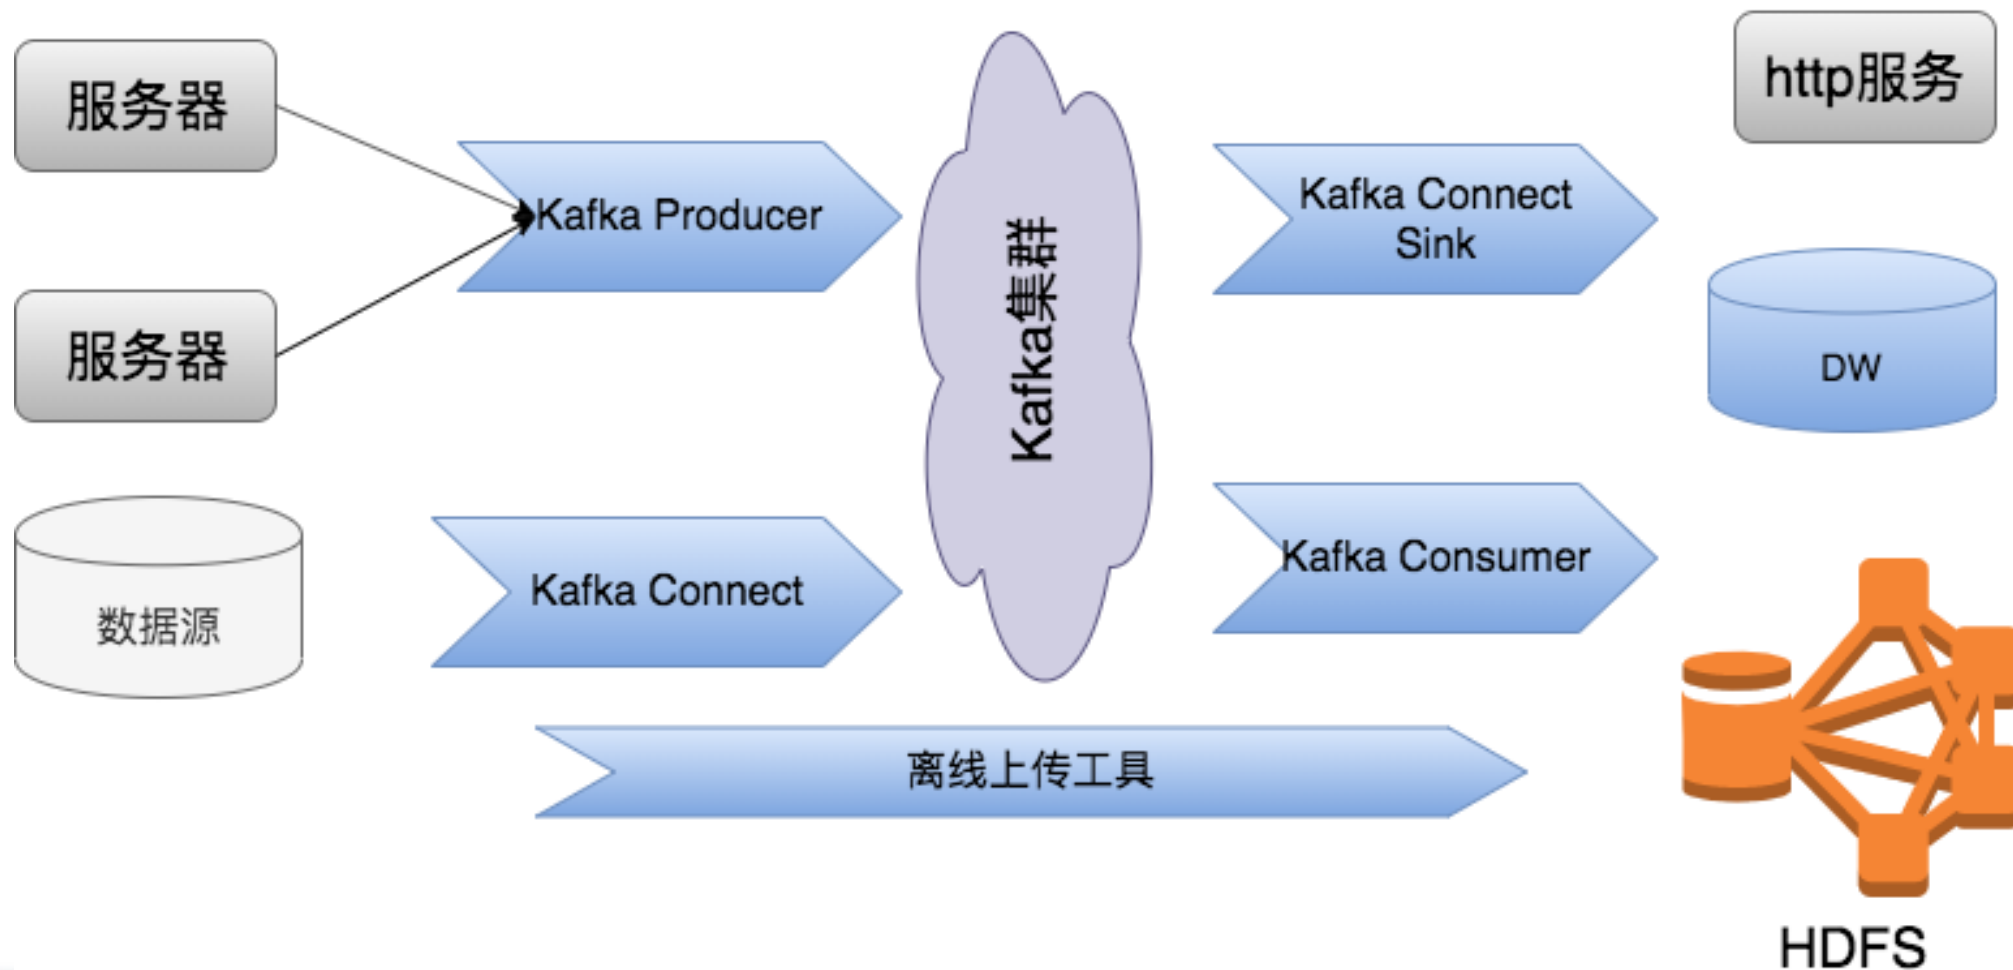 服务器
服务器
数据源
Kafka Producer
Kafka Connect
Kafka集群
Kafka Connect
Sink
Kafka Consumer
离线上传工具
http服务
DW
HDFS